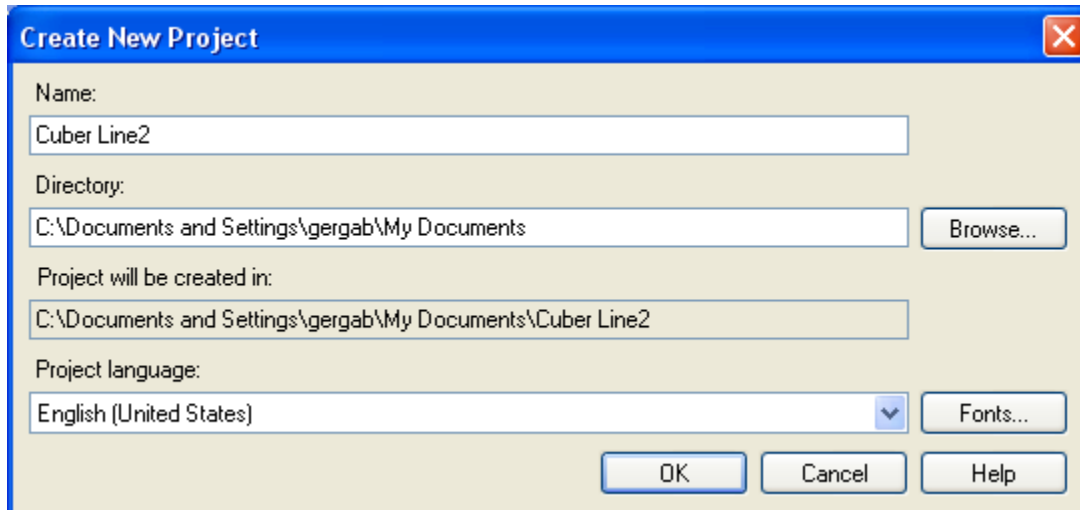 Create New Project
Name:
Cuber Line2
Directory:
C:\Documents and Settings\gergab\My Documents
Browse...
Project will be created in:
C:\Documents and Settings\gergab\My Documents\Cuber Line2
Project language:
English (United States)
Fonts...
OK
Cancel
Help